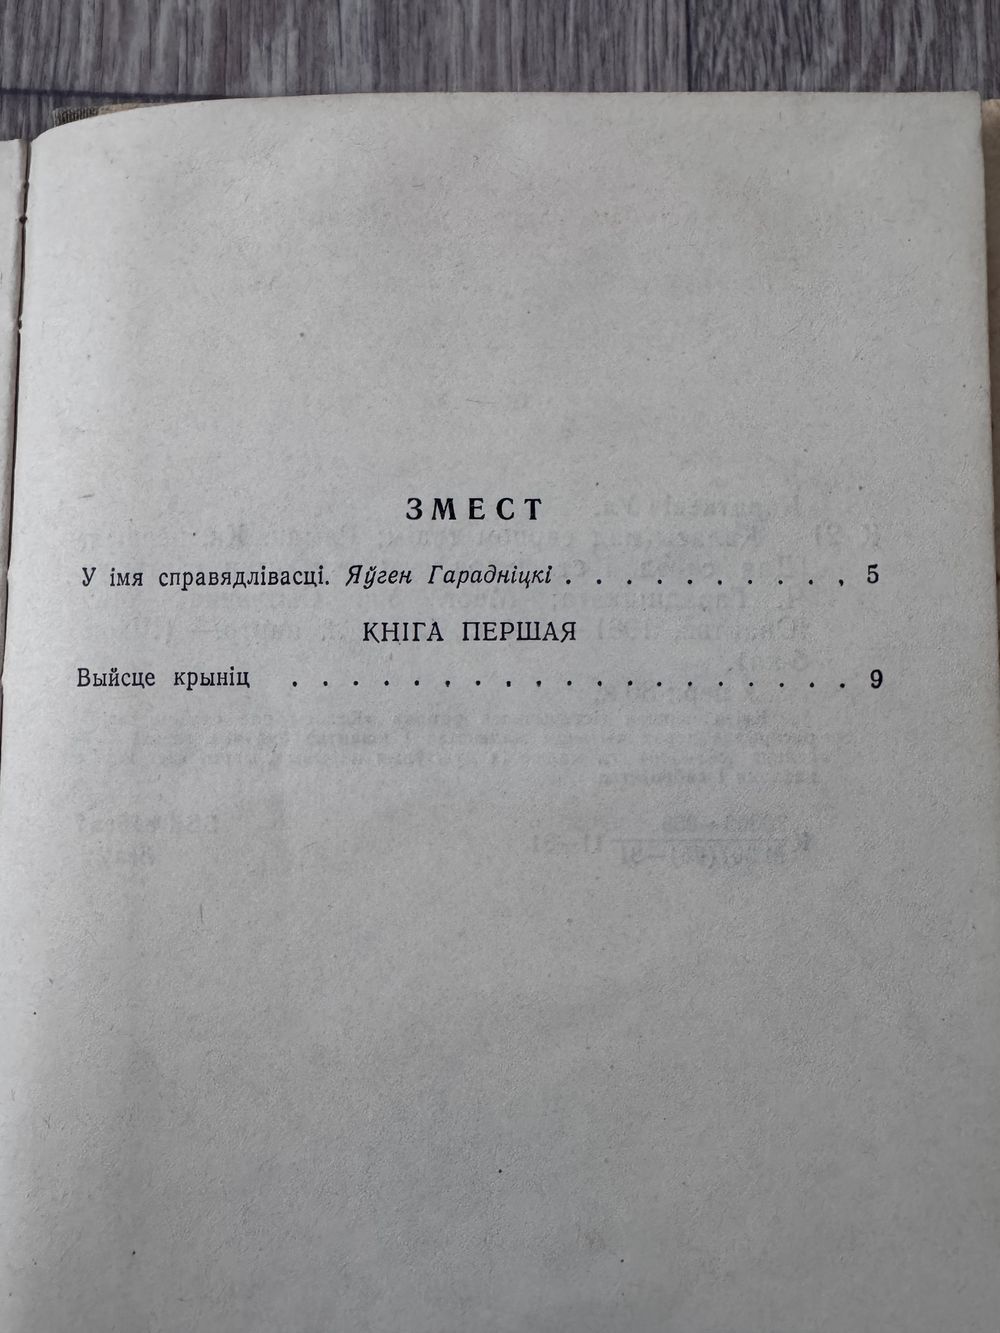 ЗМЕСТ
У імя справядлівасці. Яўген Гарадніцкі . . . . . . . . . . 5
КНІГА ПЕРШАЯ
Выйсце крыніц . . . . . . . . . . . . . . . . . . . 9